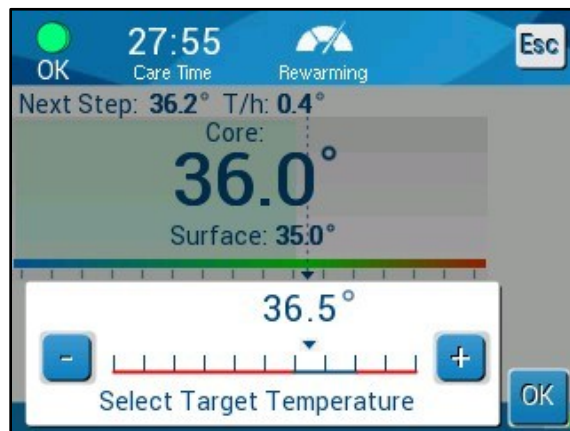 OK
27:55
Care Time
Rewarming
Esc
Next Step: 36.2° T/h: 0.4°
Core:
36.0°
Surface: 35.0°
36.5°
-
+
Select Target Temperature
OK